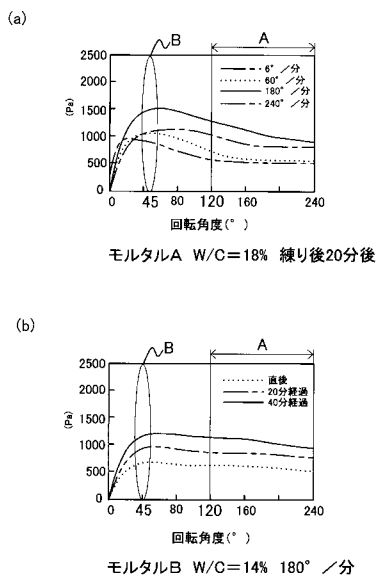 (a)
B
A
2500
2000
1500
1000
500
0
(Pa)
6° /分
60° /分
180° /分
240° /分
0 45 80 120 160 200 240
回転角度(°)
モルタルA W/C=18% 練り後20分後
(b)
B
A
2500
2000
1500
1000
500
0
(Pa)
直後
20分経過
40分経過
0 45 80 120 160 200 240
回転角度(°)
モルタルB W/C=14% 180° /分